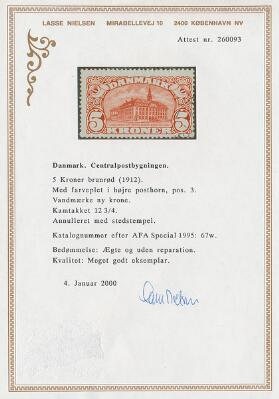 LASSE NIELSEN MIRABELLEVEJ 10 2400 KØBENHAVN NV
Attest nr. 260093
DANMARK
5 5
KRONER
Danmark. Centralpostbygningen.
5 Kroner brunrød (1912).
Med farveplet i højre posthorn, pos. 3.
Vandmærke ny krone.
Kamtakket 12 3/4.
Annulleret med stedstempel.
Katalognummer efter AFA Special 1995: 67w.
Bedømmelse: Ægte og uden reparation.
Kvalitet: Meget godt eksemplar.
4. Januar 2000